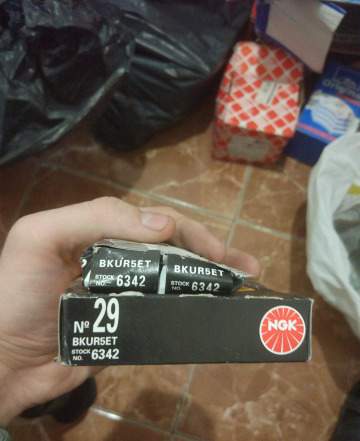 BKUR5ET
STOCK NO. 6342
BKUR5ET
STOCK NO. 6342
Nº 29
BKUR5ET
STOCK NO. 6342
NGK